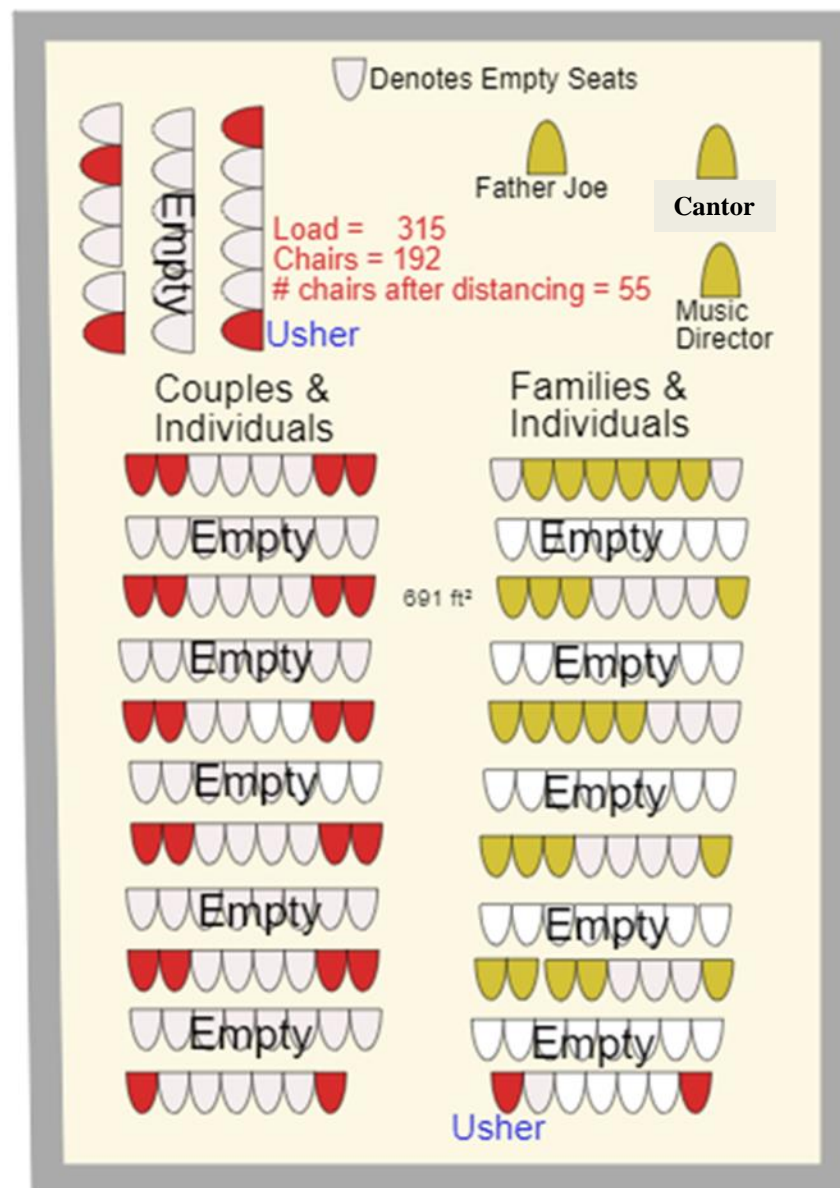 Denotes Empty Seats
Father Joe
Cantor
Empty
Load = 315
Chairs = 192
# chairs after distancing = 55
Usher
Music
Director
Couples &
Individuals
Families &
Individuals
Empty
Empty
691 ft²
Empty
Empty
Empty
Empty
Empty
Empty
Empty
Empty
Usher